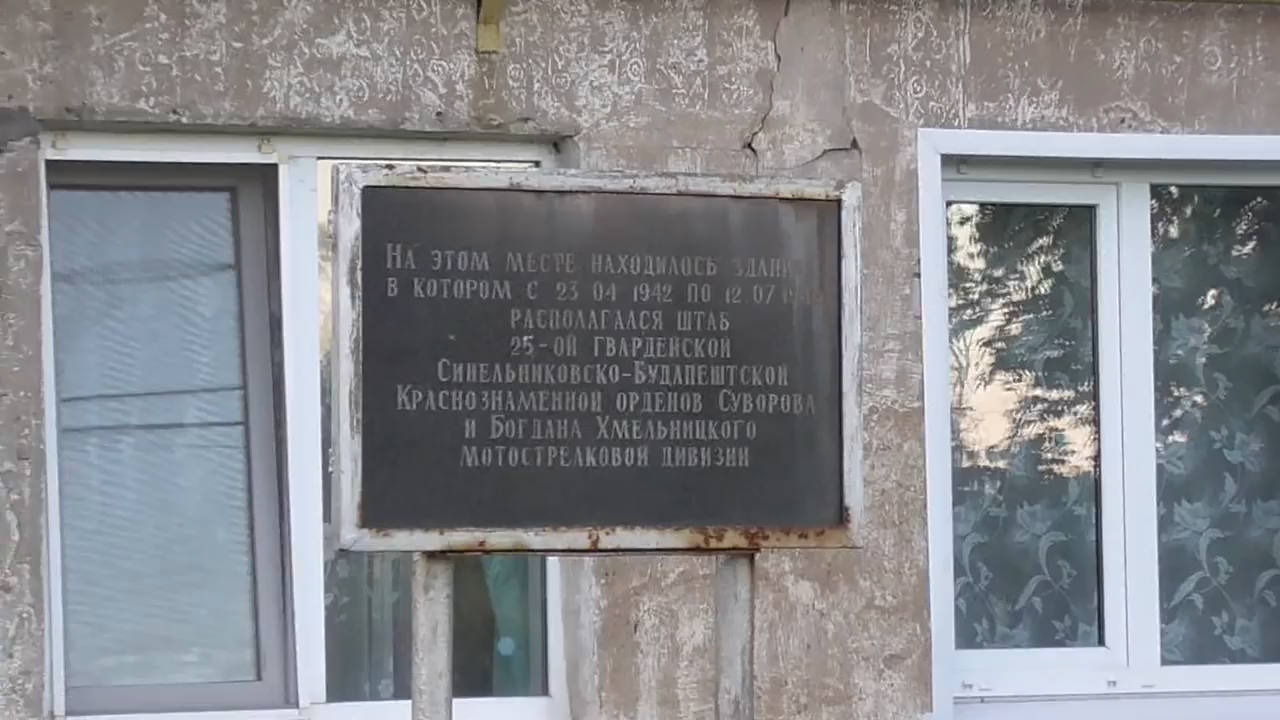 На этом месте находилось
в котором с 23 04 1942 по 12.07
располагался штаб
25-ой гвардейской
Синельниковско-Будапештской
Краснознаменной орденов Суворова
и Богдана Хмельницкого
мотострелковой дивизии